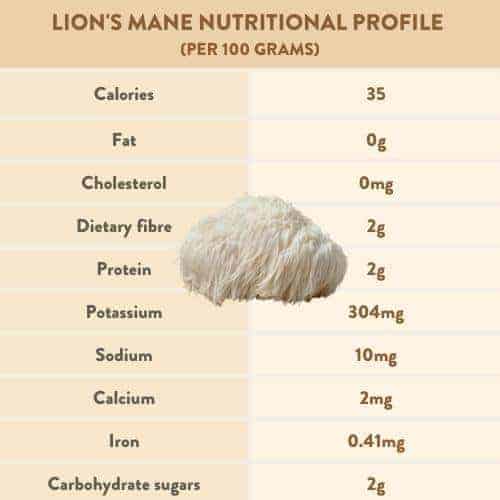 LION'S MANE NUTRITIONAL PROFILE
(PER 100 GRAMS)
Calories 35
Fat 0g
Cholesterol 0mg
Dietary fibre 2g
Protein 2g
Potassium 304mg
Sodium 10mg
Calcium 2mg
Iron 0.41mg
Carbohydrate sugars 2g